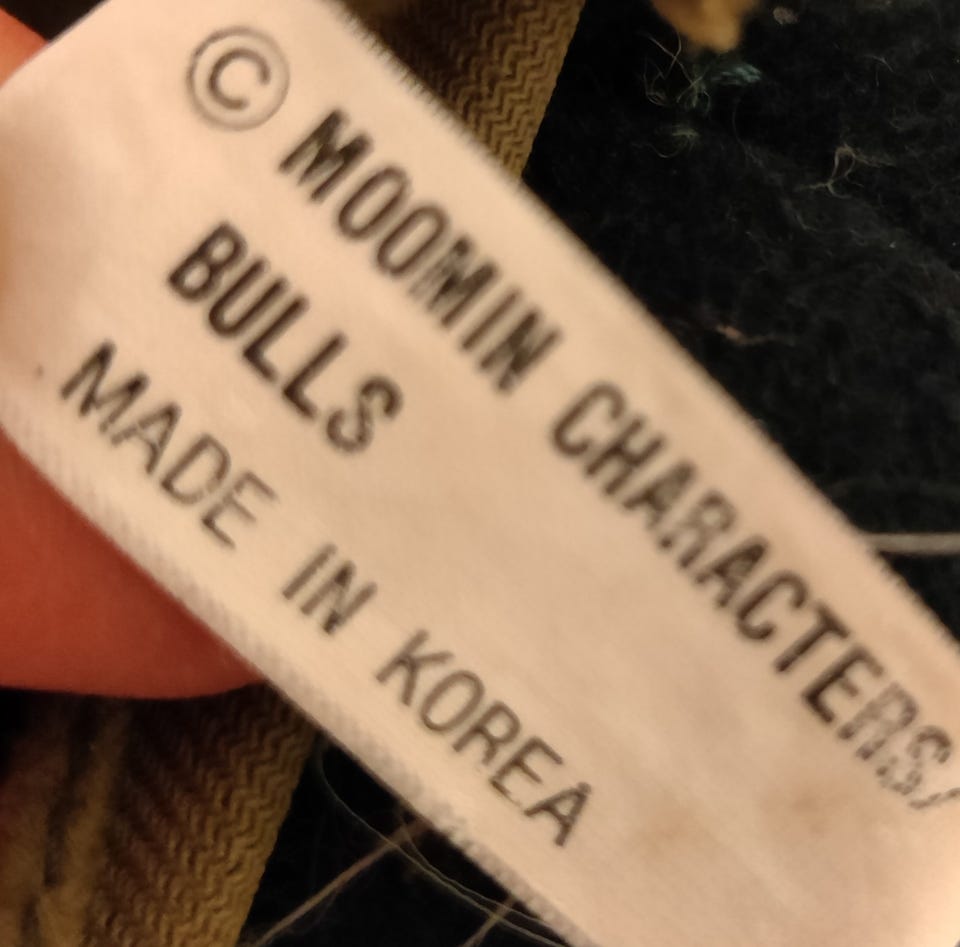 © MOOMIN CHARACTERS/
BULLS
MADE IN KOREA